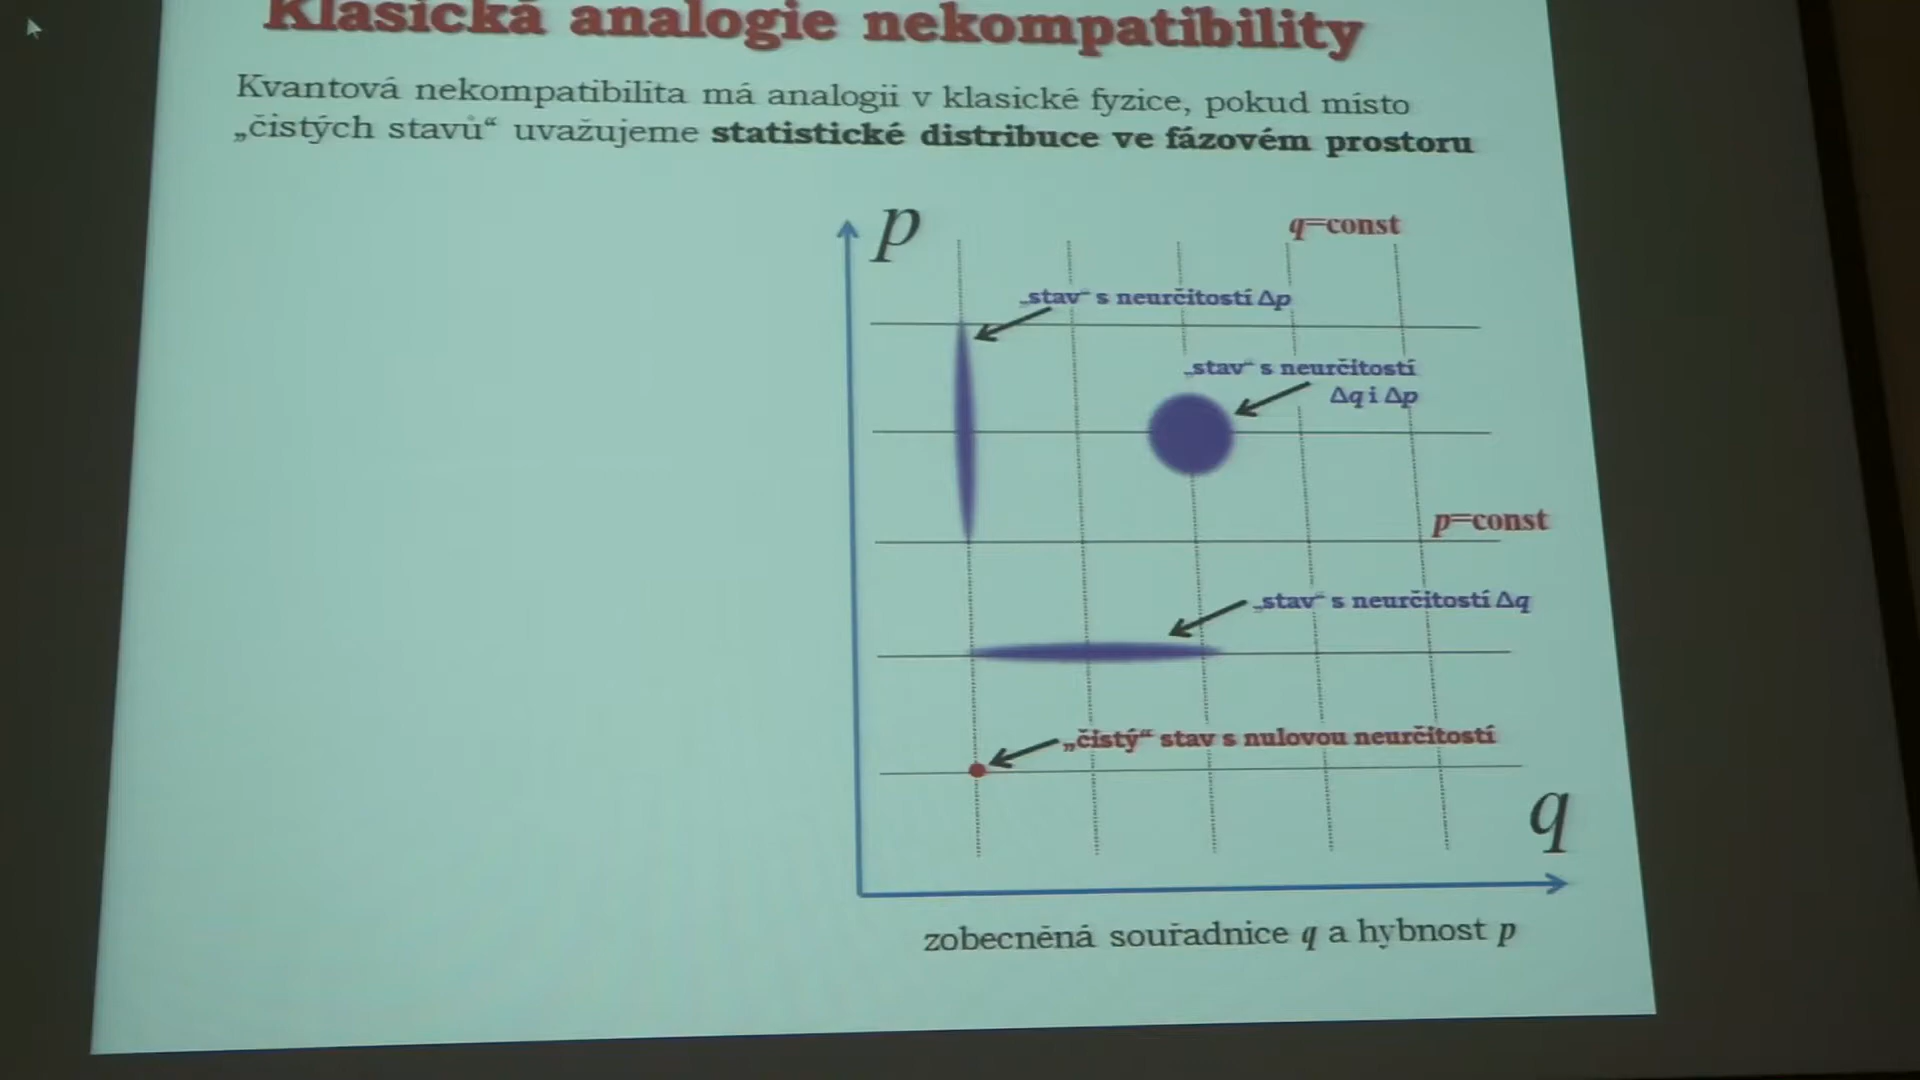 Klasická analogie nekompatibility
Kvantová nekompatibilita má analogii v klasické fyzice, pokud místo
„čistých stavů“ uvažujeme statistické distribuce ve fázovém prostoru
p
q=const
„stav“ s neurčitostí Δp
„stav“ s neurčitostí
Δq i Δp
p=const
„stav“ s neurčitostí Δq
„čistý“ stav s nulovou neurčitostí
q
zobecněná souřadnice q a hybnost p